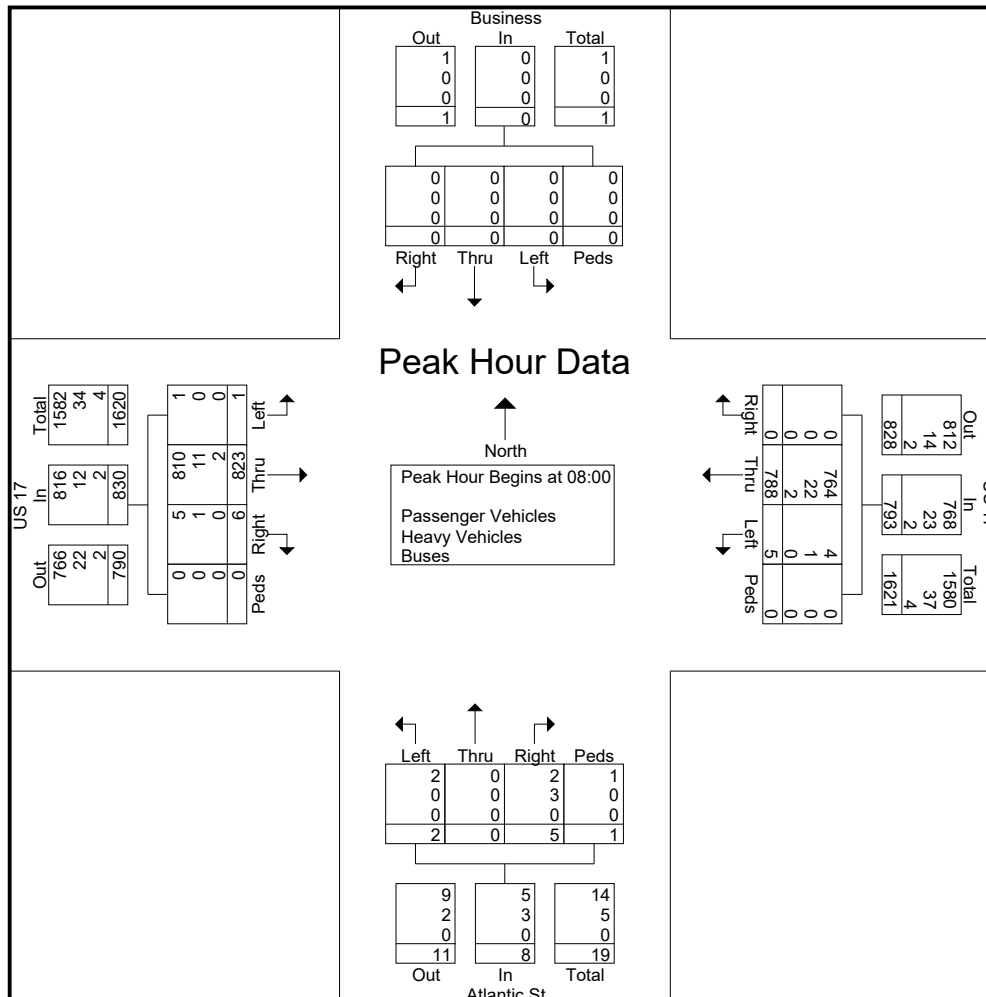 Business
Out In Total
1 0 1
0 0 0
0 0 0
1 0 1
0 0 0 0
0 0 0 0
0 0 0 0
0 0 0 0
Right Thru Left Peds
Peak Hour Data
North
Peak Hour Begins at 08:00
Passenger Vehicles
Heavy Vehicles
Buses
US 17
Total In Out
1582 816 766
34 12 22
4 2 2
1620 830 790
1 810 5 0
0 11 1 0
0 2 0 0
1 823 6 0
Left Thru Right Peds
Out In Total
812 768 1580
14 23 37
2 2 4
828 793 1621
0 764 4 0
0 22 1 0
0 2 0 0
0 788 5 0
Right Thru Left Peds
Left Thru Right Peds
2 0 2 1
0 0 3 0
0 0 0 0
2 0 5 1
9 5 14
2 3 5
0 0 0
11 8 19
Out In Total
Atlantic St